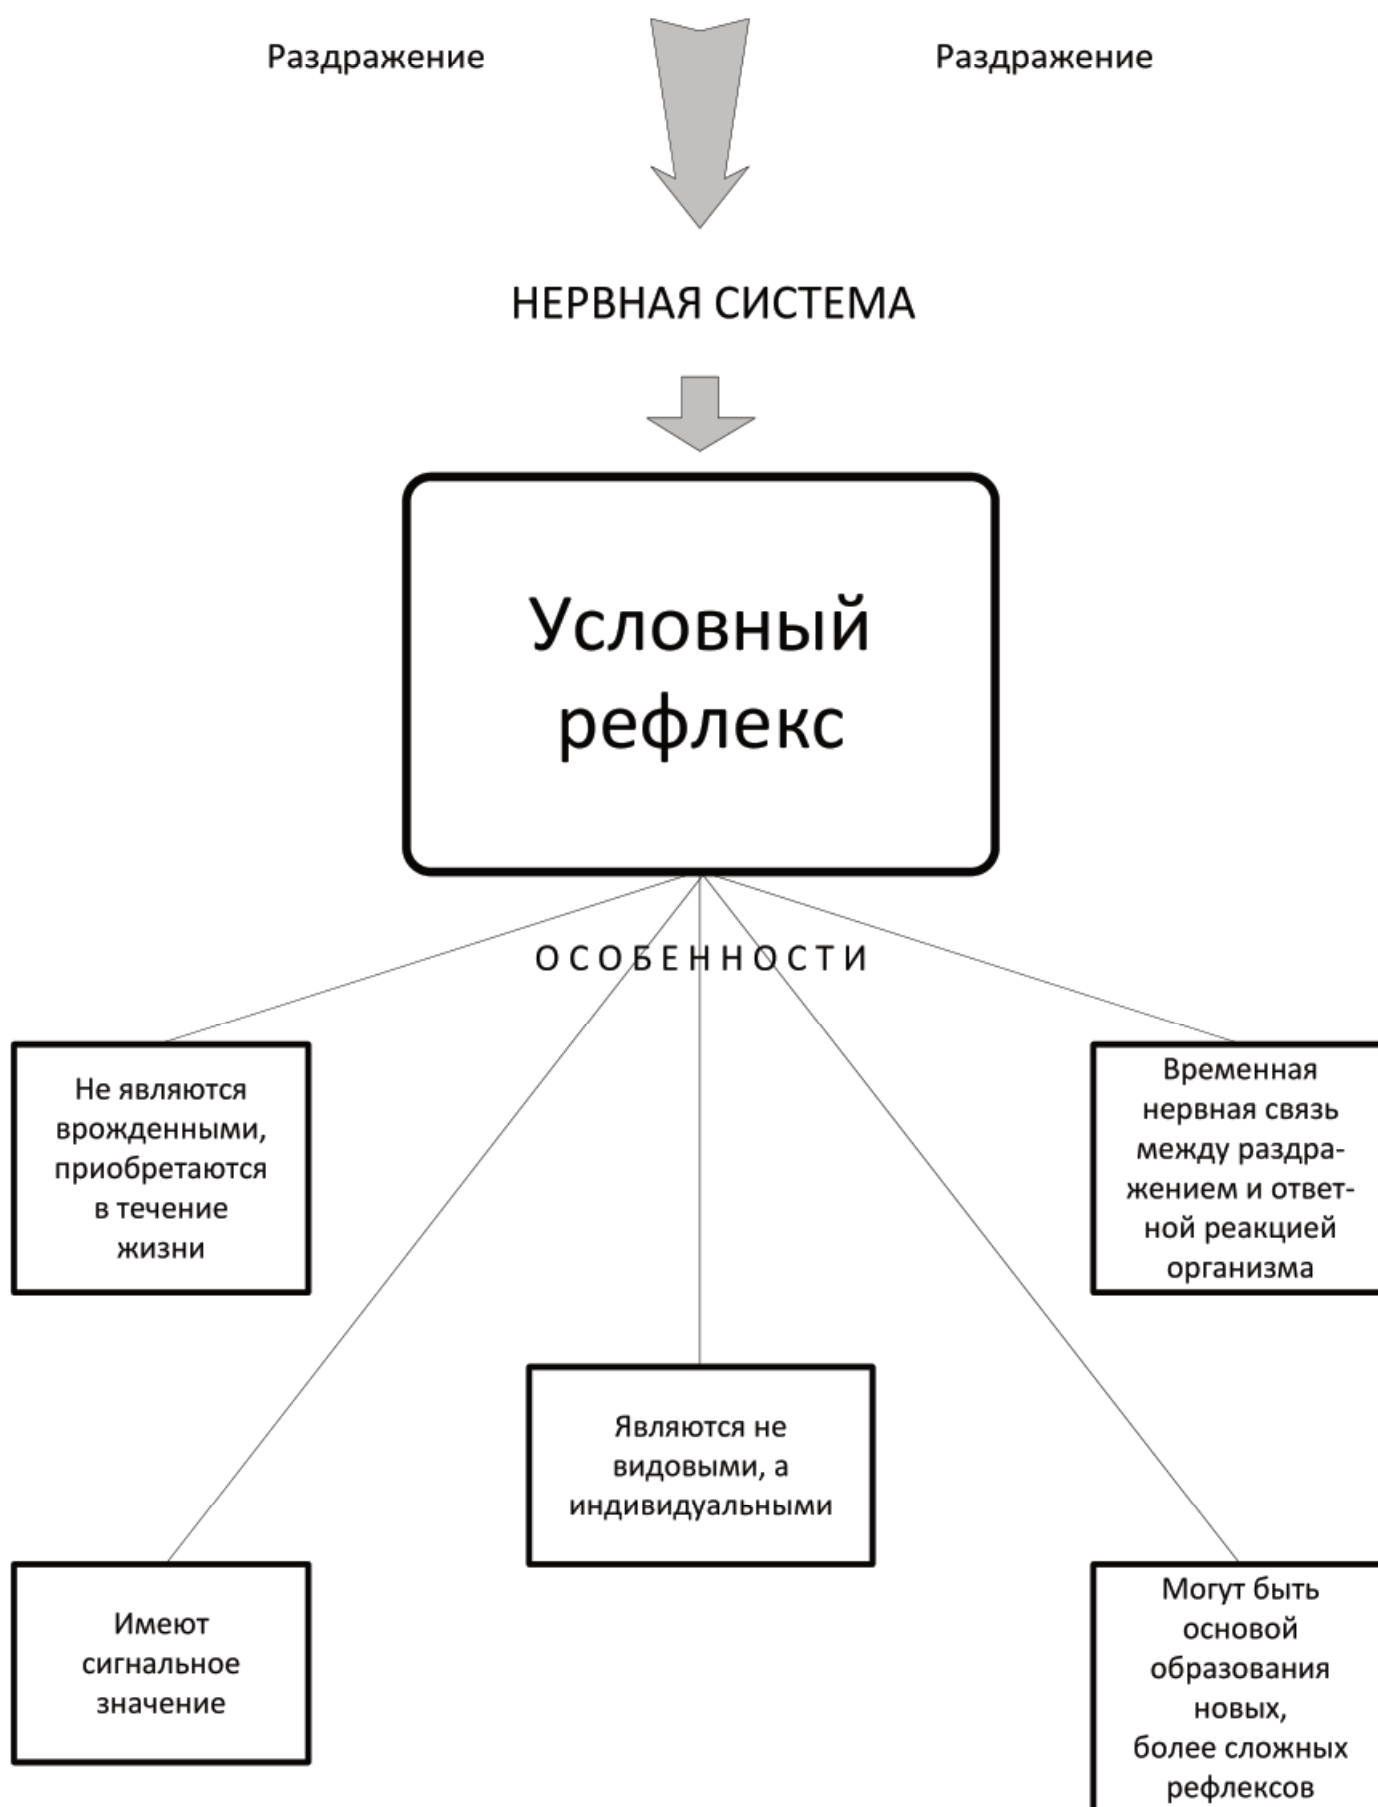 Раздражение
Раздражение
НЕРВНАЯ СИСТЕМА
Условный
рефлекс
ОСОБЕННОСТИ
Не являются
врожденными,
приобретаются
в течение
жизни
Временная
нервная связь
между раздра-
жением и ответ-
ной реакцией
организма
Являются не
видовыми, а
индивидуальными
Имеют
сигнальное
значение
Могут быть
основой
образования
новых,
более сложных
рефлексов